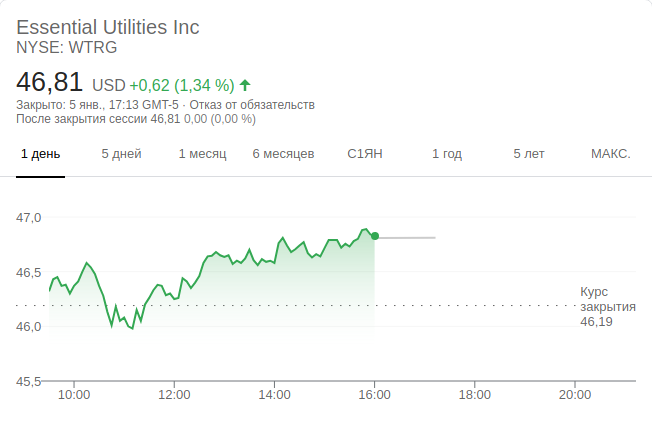 Essential Utilities Inc
NYSE: WTRG
46,81 USD +0,62 (1,34 %)
Закрыто: 5 янв., 17:13 GMT-5 · Отказ от обязательств
После закрытия сессии 46,81 0,00 (0,00 %)
1 день 5 дней 1 месяц 6 месяцев С1ЯН 1 год 5 лет МАКС.
47,0
46,5
Курс
закрытия
46,19
46,0
45,5
10:00 12:00 14:00 16:00 18:00 20:00